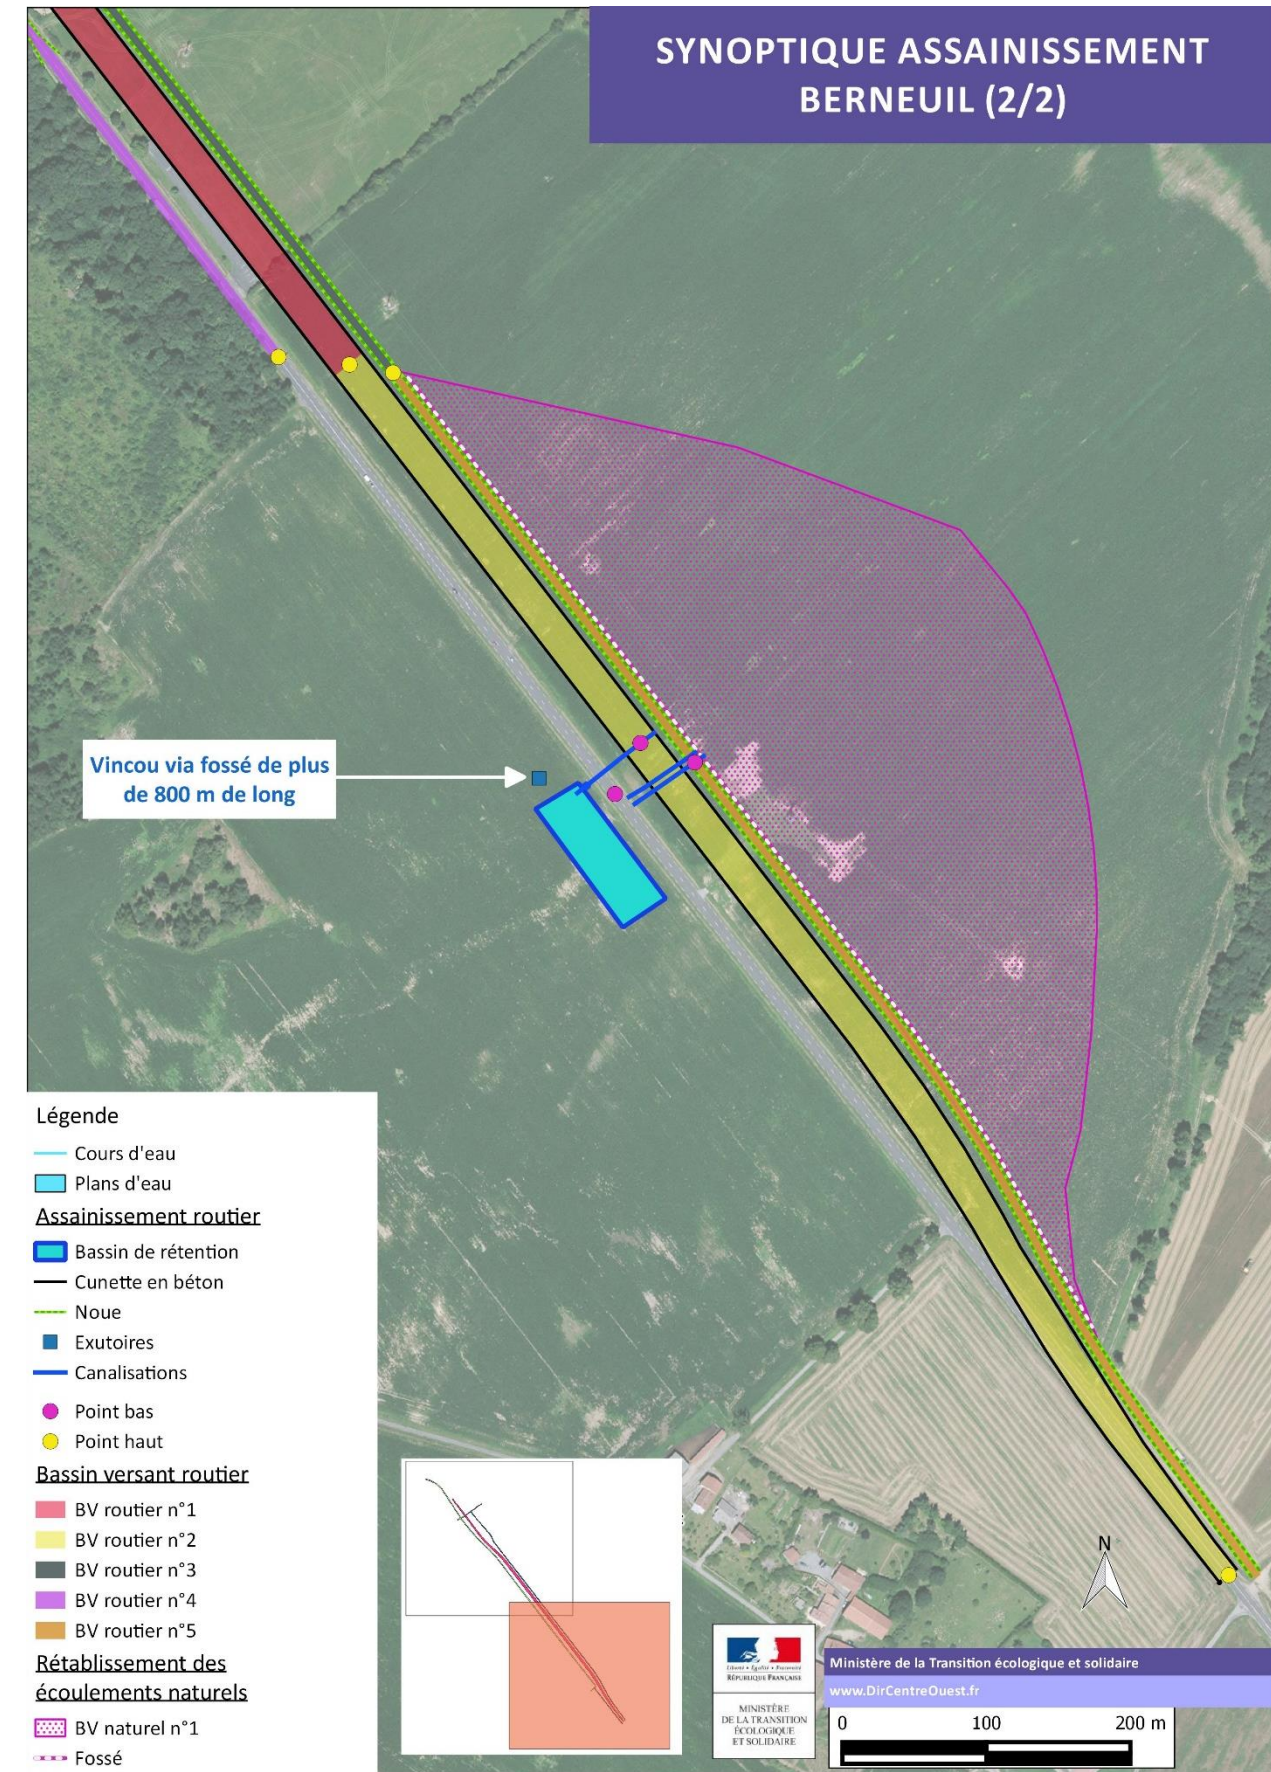 SYNOPTIQUE ASSAINISSEMENT
BERNEUIL (2/2)
Vincou via fossé de plus
de 800 m de long
Légende
Cours d'eau
Plans d'eau
Assainissement routier
Bassin de rétention
Cunette en béton
Noue
Exutoires
Canalisations
Point bas
Point haut
Bassin versant routier
BV routier n°1
BV routier n°2
BV routier n°3
BV routier n°4
BV routier n°5
Rétablissement des
écoulements naturels
BV naturel n°1
Fossé
N
Liberté • Égalité • Fraternité
RÉPUBLIQUE FRANÇAISE
MINISTÈRE
DE LA TRANSITION
ÉCOLOGIQUE
ET SOLIDAIRE
Ministère de la Transition écologique et solidaire
www.DirCentreOuest.fr
0 100 200 m